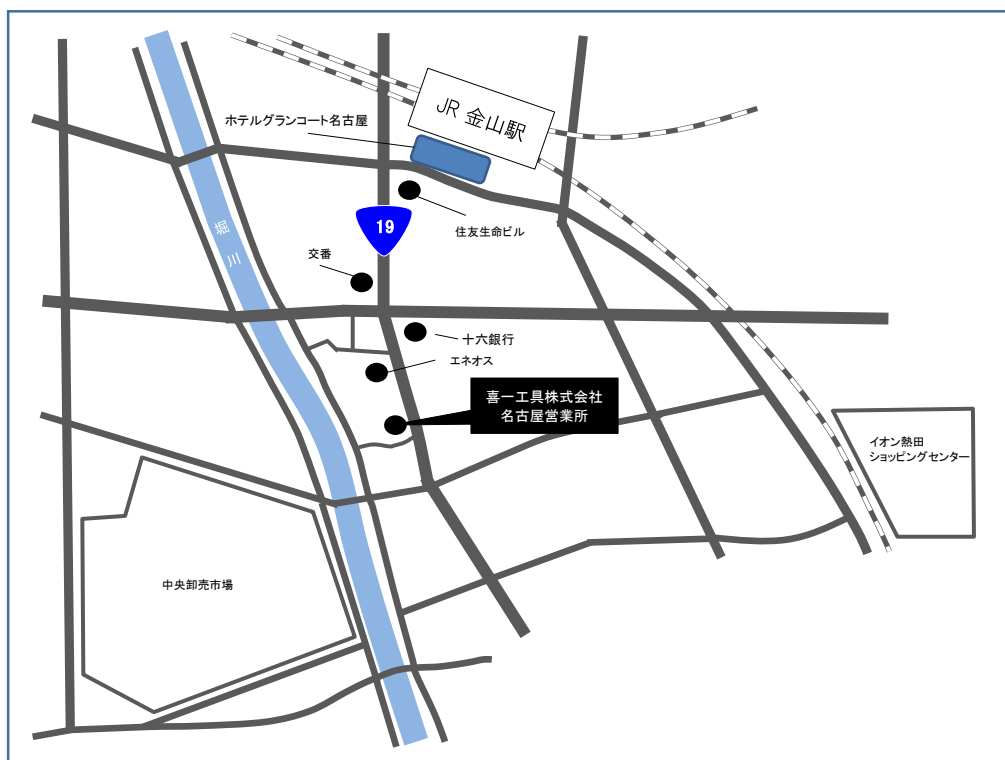 JR 金山駅
ホテルグランコート名古屋
19
住友生命ビル
堀川
交番
十六銀行
エネオス
喜一工具株式会社
名古屋営業所
イオン熱田
ショッピングセンター
中央卸売市場